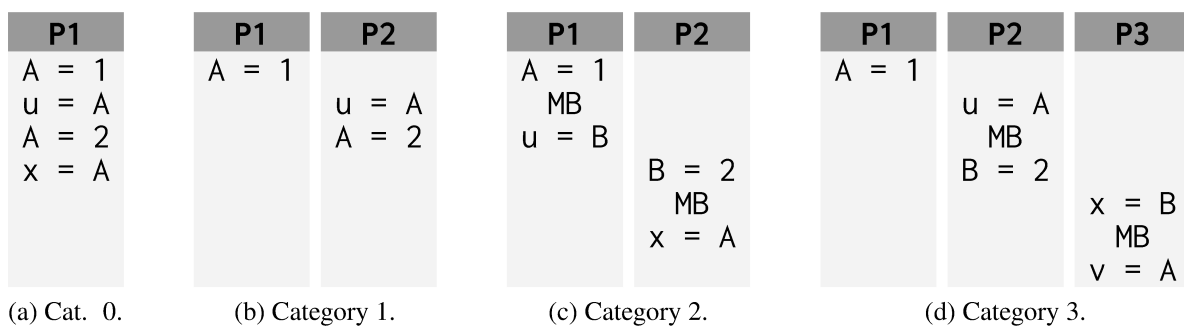 P1
A = 1
u = A
A = 2
x = A
(a) Cat. 0.
P1 P2
A = 1
u = A
A = 2
(b) Category 1.
P1 P2
A = 1
MB
u = B
B = 2
MB
x = A
(c) Category 2.
P1 P2 P3
A = 1
u = A
MB
B = 2
x = B
MB
v = A
(d) Category 3.